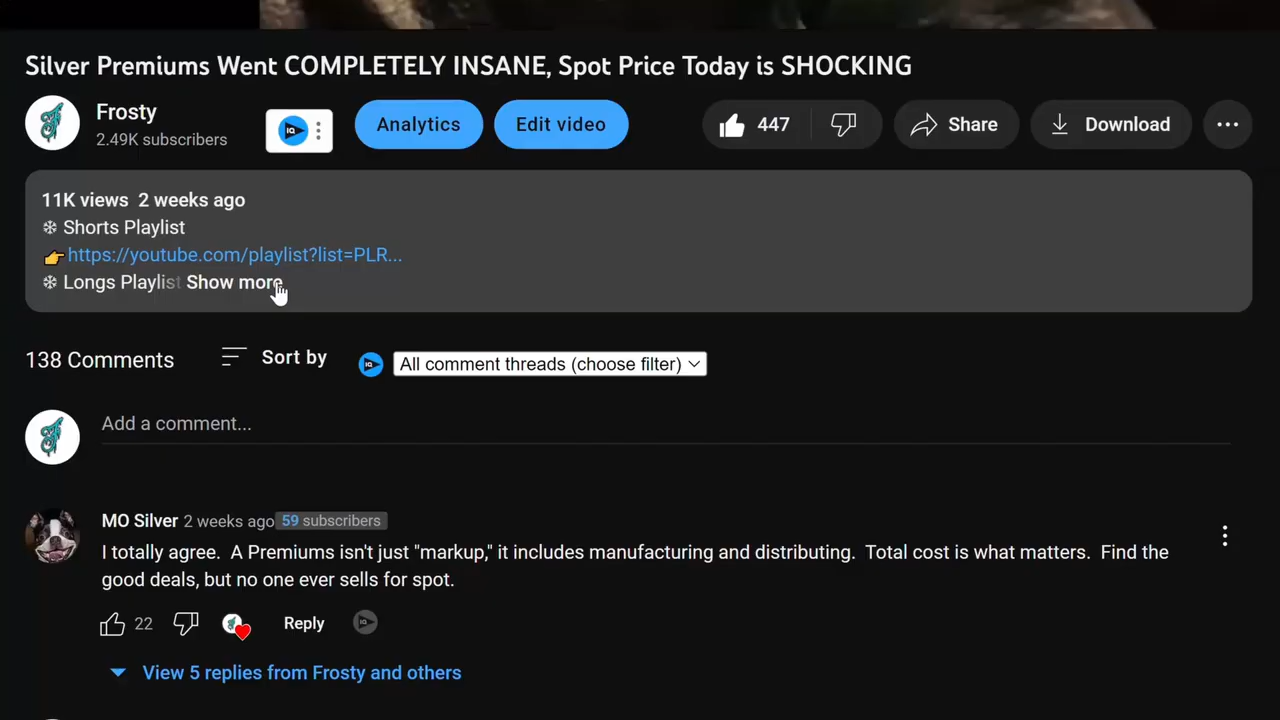 Silver Premiums Went COMPLETELY INSANE, Spot Price Today is SHOCKING
Frosty
2.49K subscribers
IQ
Analytics
Edit video
447
Share
Download
11K views 2 weeks ago
❄ Shorts Playlist
👉https://youtube.com/playlist?list=PLR...
❄ Longs Playlist Show more
138 Comments
Sort by
IQ
All comment threads (choose filter)
Add a comment...
MO Silver 2 weeks ago 59 subscribers
I totally agree.  A Premiums isn't just "markup," it includes manufacturing and distributing.  Total cost is what matters.  Find the
good deals, but no one ever sells for spot.
22
Reply
IQ
View 5 replies from Frosty and others